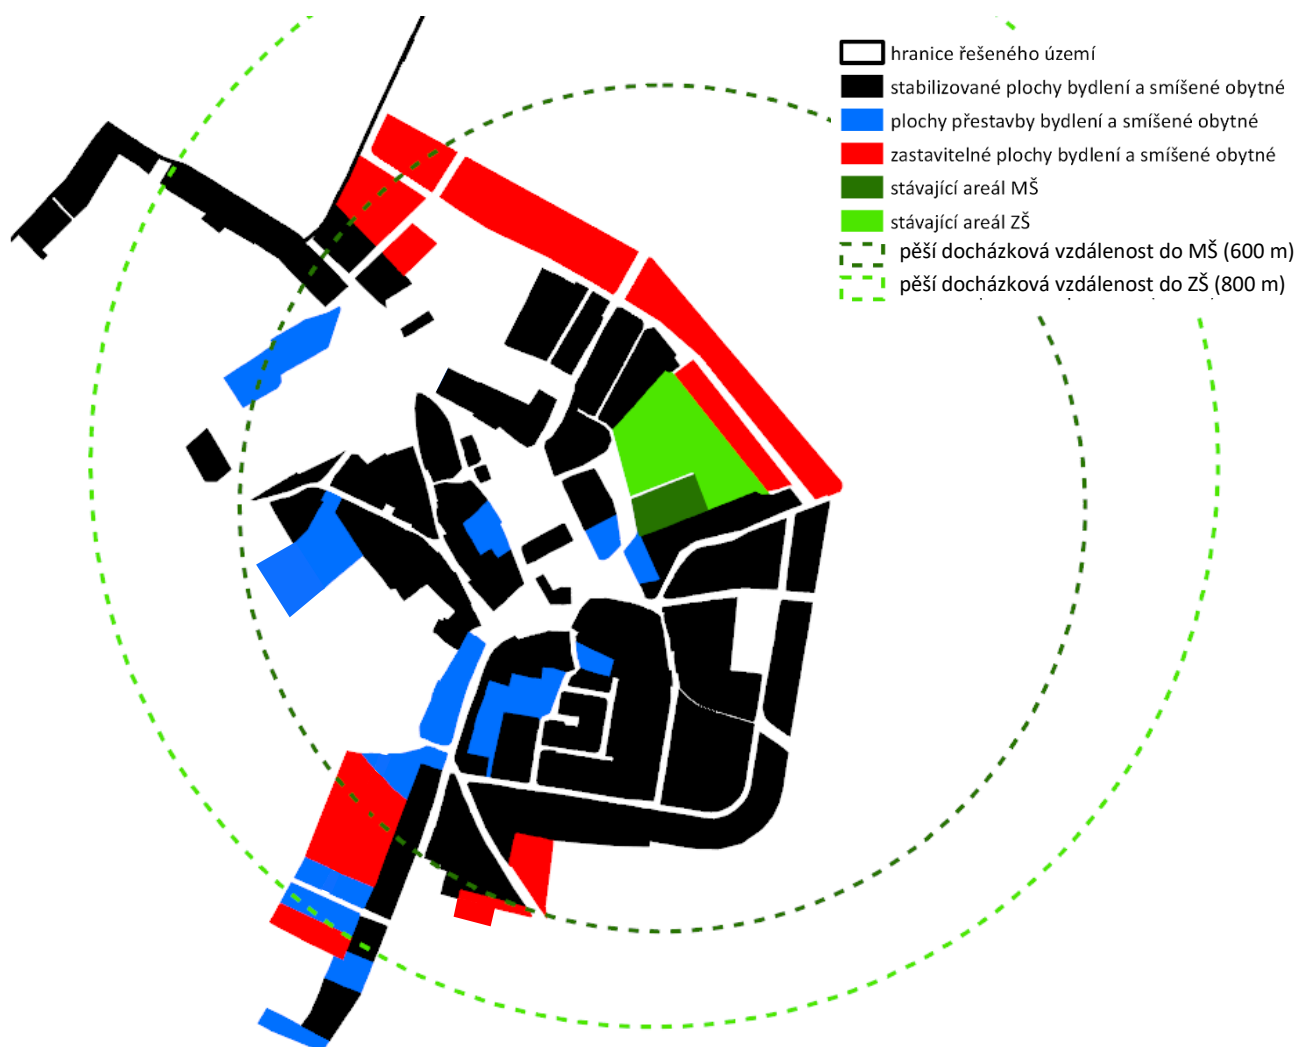 hranice řešeného území
stabilizované plochy bydlení a smíšené obytné
plochy přestavby bydlení a smíšené obytné
zastavitelné plochy bydlení a smíšené obytné
stávající areál MŠ
stávající areál ZŠ
pěší docházková vzdálenost do MŠ (600 m)
pěší docházková vzdálenost do ZŠ (800 m)